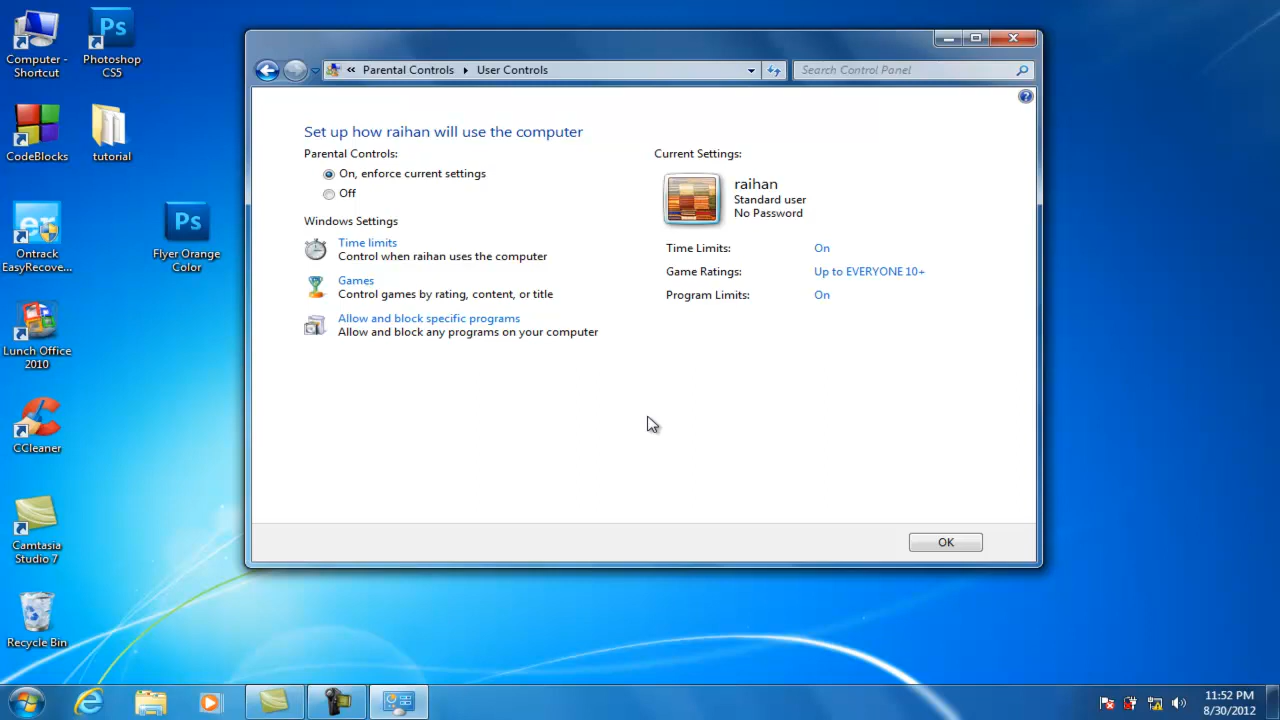 Computer -
Shortcut
Ps
Photoshop
CS5
CodeBlocks
tutorial
er
Ontrack
EasyRecove...
Ps
Flyer Orange
Color
Lunch Office
2010
CCleaner
Camtasia
Studio 7
Recycle Bin
« Parental Controls ▸ User Controls
Search Control Panel
Set up how raihan will use the computer
Parental Controls:
On, enforce current settings
Off
Windows Settings
Time limits
Control when raihan uses the computer
Games
Control games by rating, content, or title
Allow and block specific programs
Allow and block any programs on your computer
Current Settings:
raihan
Standard user
No Password
Time Limits: On
Game Ratings: Up to EVERYONE 10+
Program Limits: On
OK
11:52 PM
8/30/2012